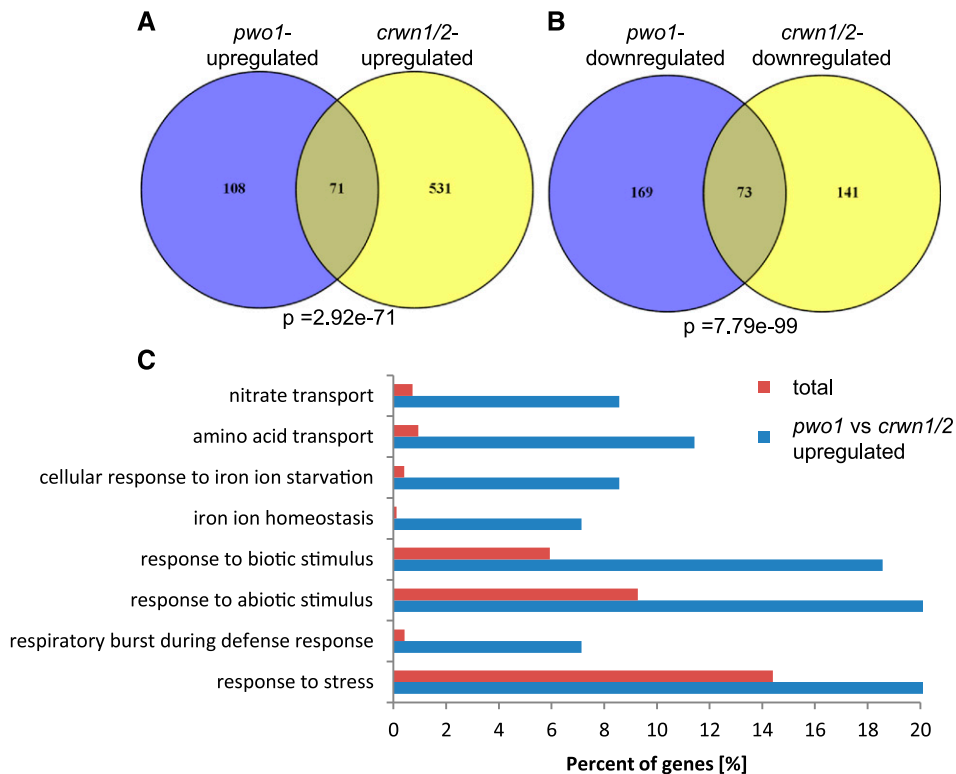 A
pwo1-
upregulated
crwn1/2-
upregulated
108
71
531
p =2.92e-71
B
pwo1-
downregulated
crwn1/2-
downregulated
169
73
141
p =7.79e-99
C
nitrate transport
amino acid transport
cellular response to iron ion starvation
iron ion homeostasis
response to biotic stimulus
response to abiotic stimulus
respiratory burst during defense response
response to stress
total
pwo1 vs crwn1/2
upregulated
0 2 4 6 8 10 12 14 16 18 20
Percent of genes [%]